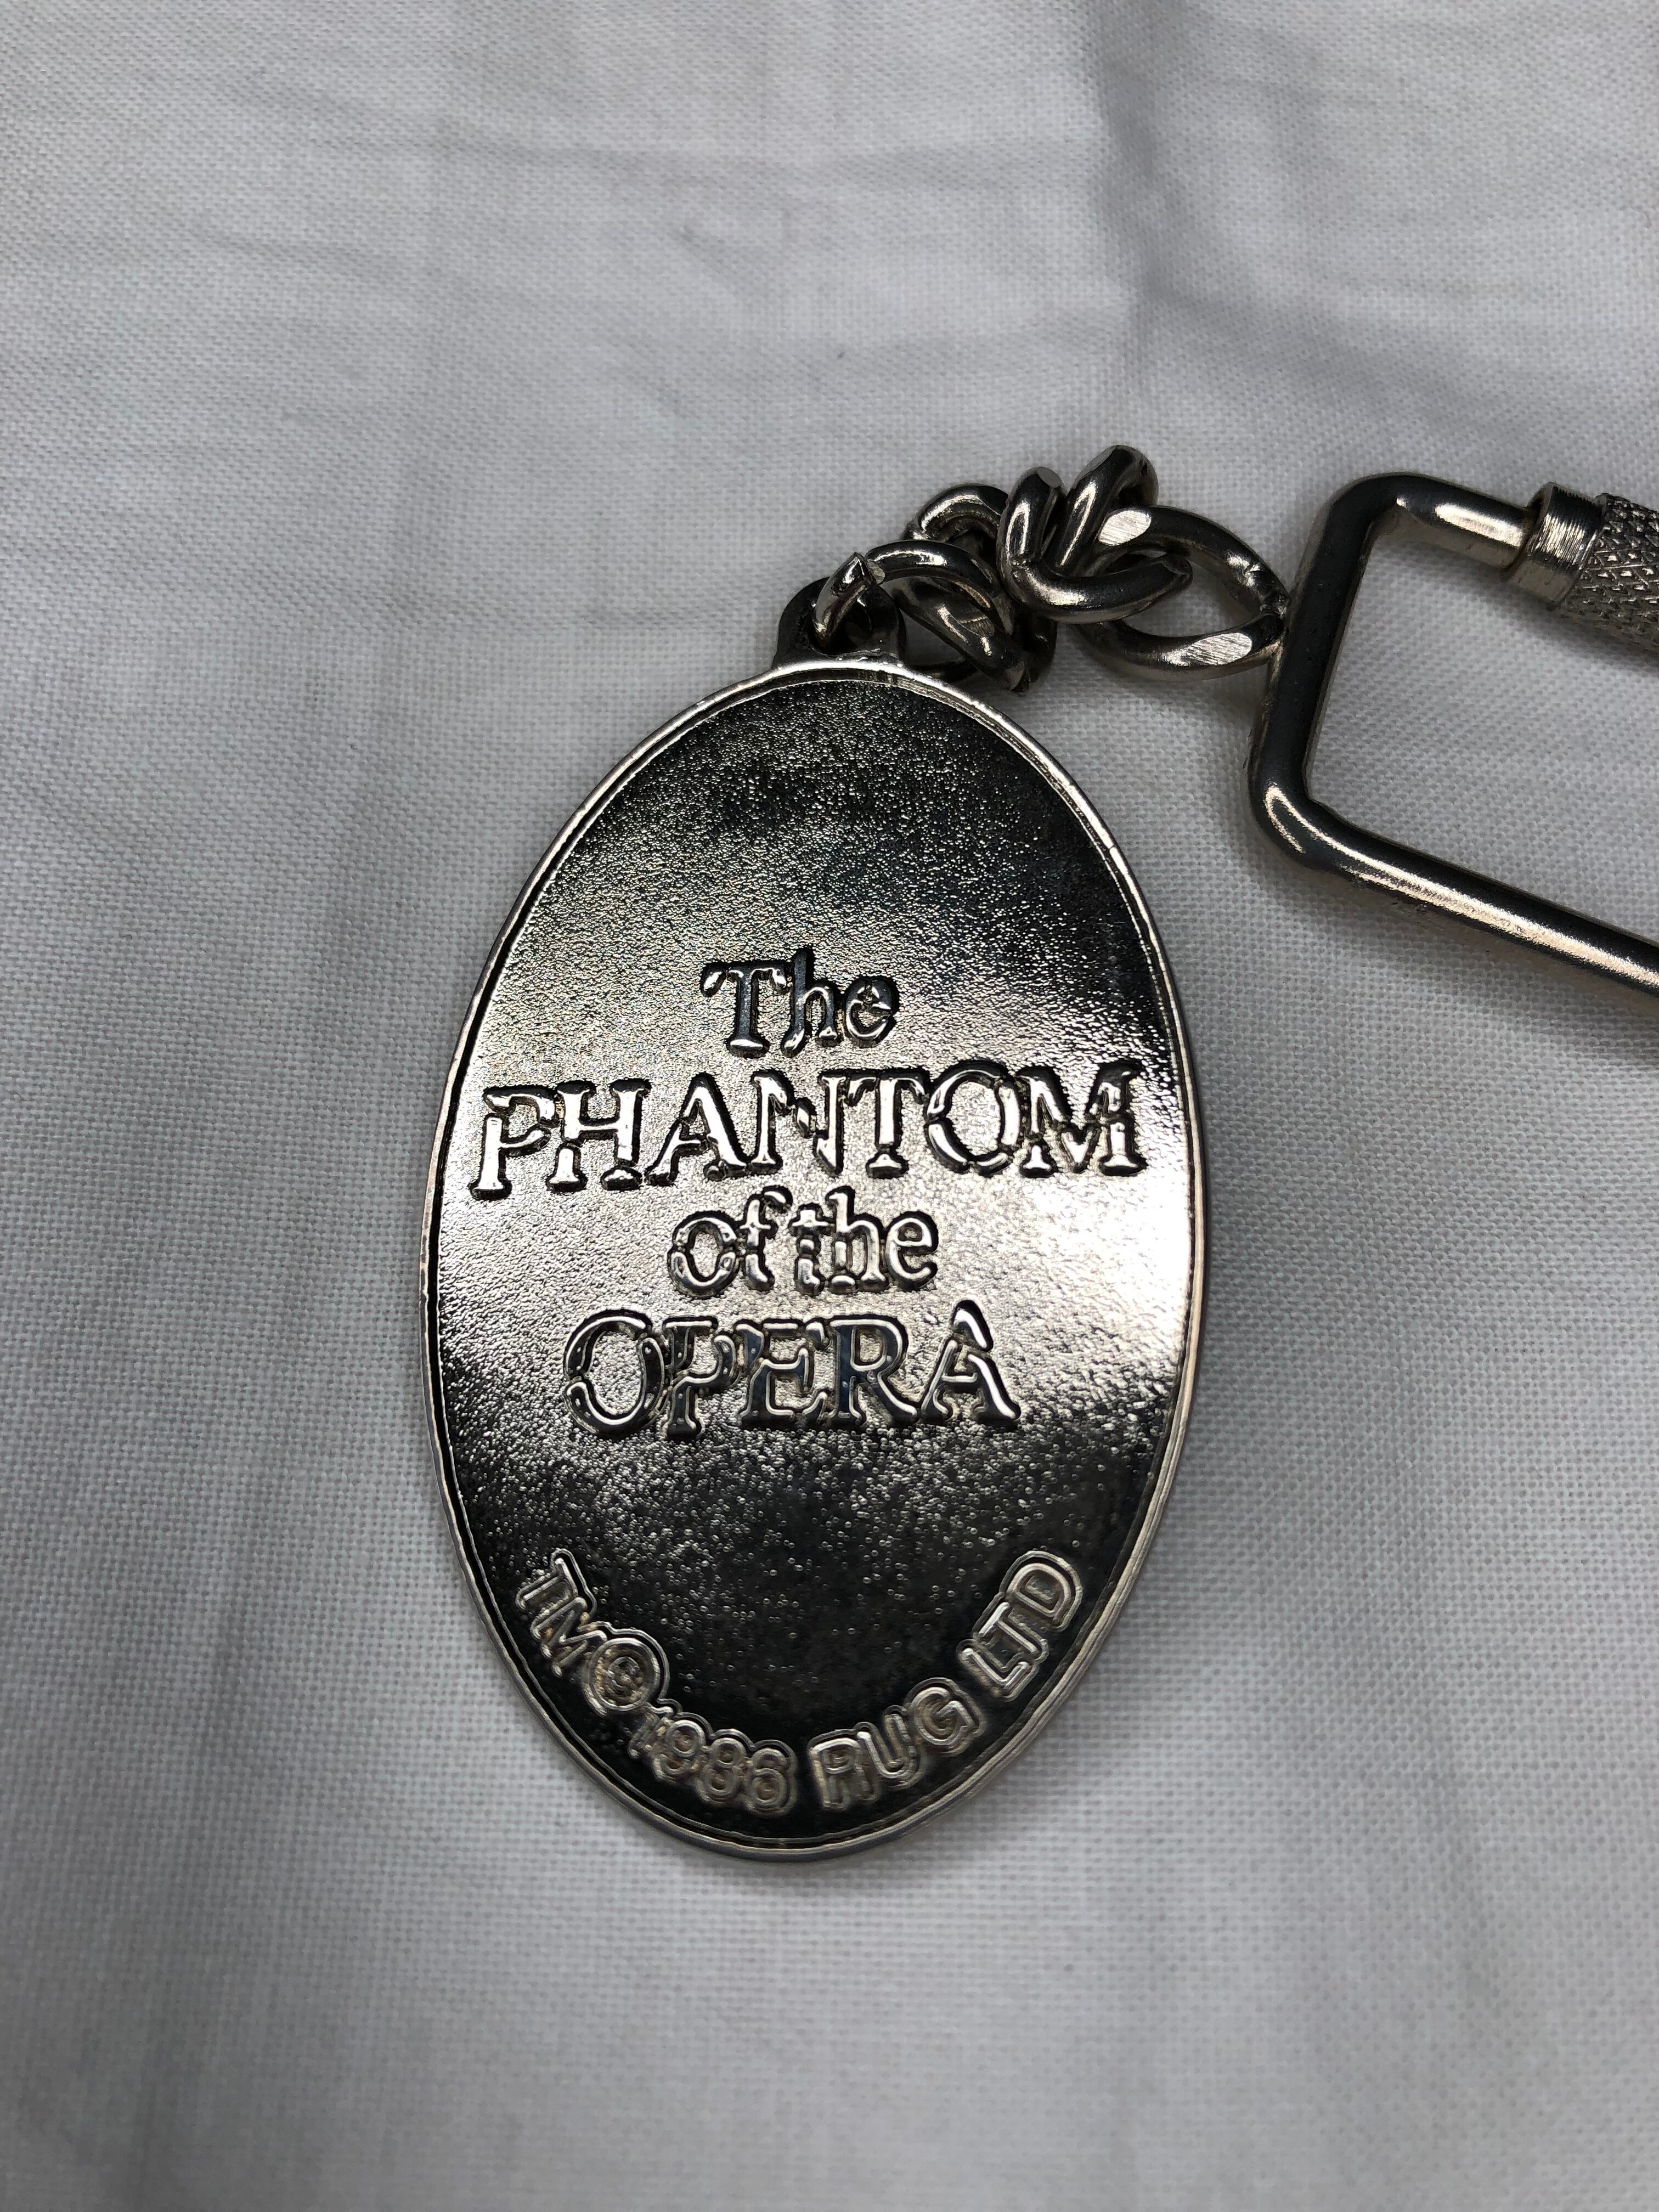 The
PHANTOM
of the
OPERA
TM © 1986 RUG LTD